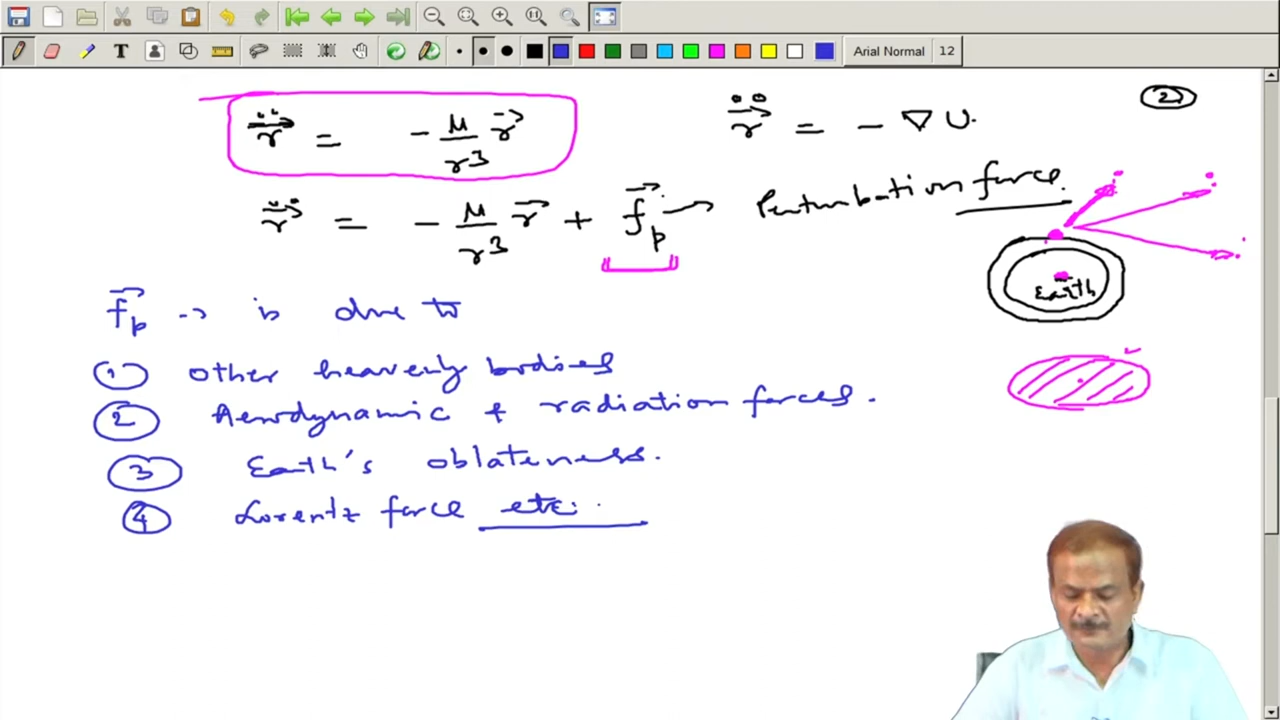 T Arial Normal 12
②
r̈⃗ = - μ/r³ r⃗
r̈⃗ = - ∇U.
r̈⃗ = - μ/r³ r⃗ + f⃗p → Perturbation force.
Earth
f⃗p → is due to
① other heavenly bodies
② Aerodynamic + radiation forces.
③ Earth's oblateness.
④ Lorentz force etc.